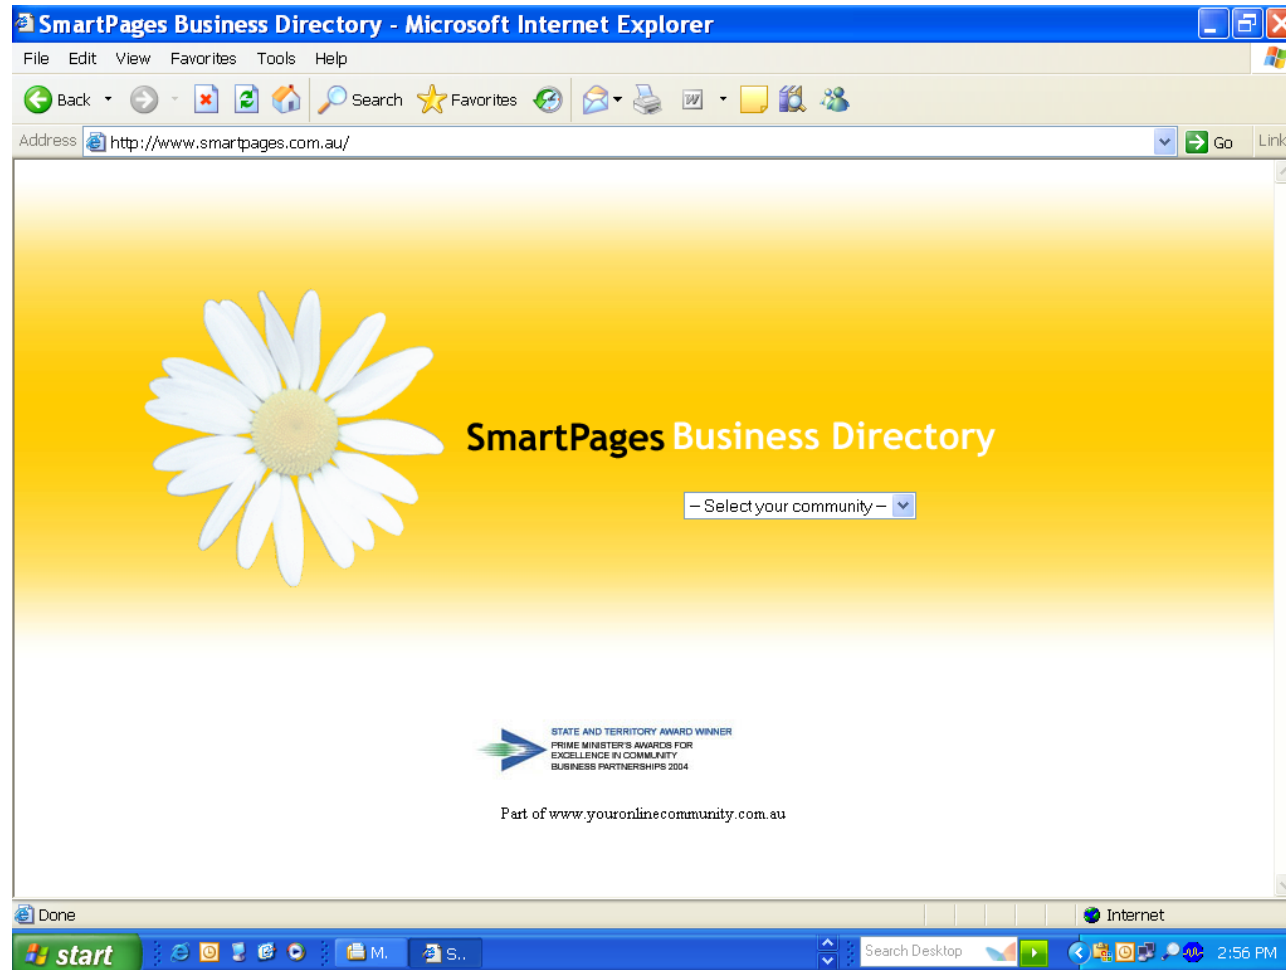 SmartPages Business Directory - Microsoft Internet Explorer
File Edit View Favorites Tools Help
Back Search Favorites W
Address http://www.smartpages.com.au/ Go Link
SmartPages Business Directory
– Select your community –
STATE AND TERRITORY AWARD WINNER
PRIME MINISTER'S AWARDS FOR
EXCELLENCE IN COMMUNITY
BUSINESS PARTNERSHIPS 2004
Part of www.youronlinecommunity.com.au
Done Internet
start M. S.. Search Desktop 2:56 PM